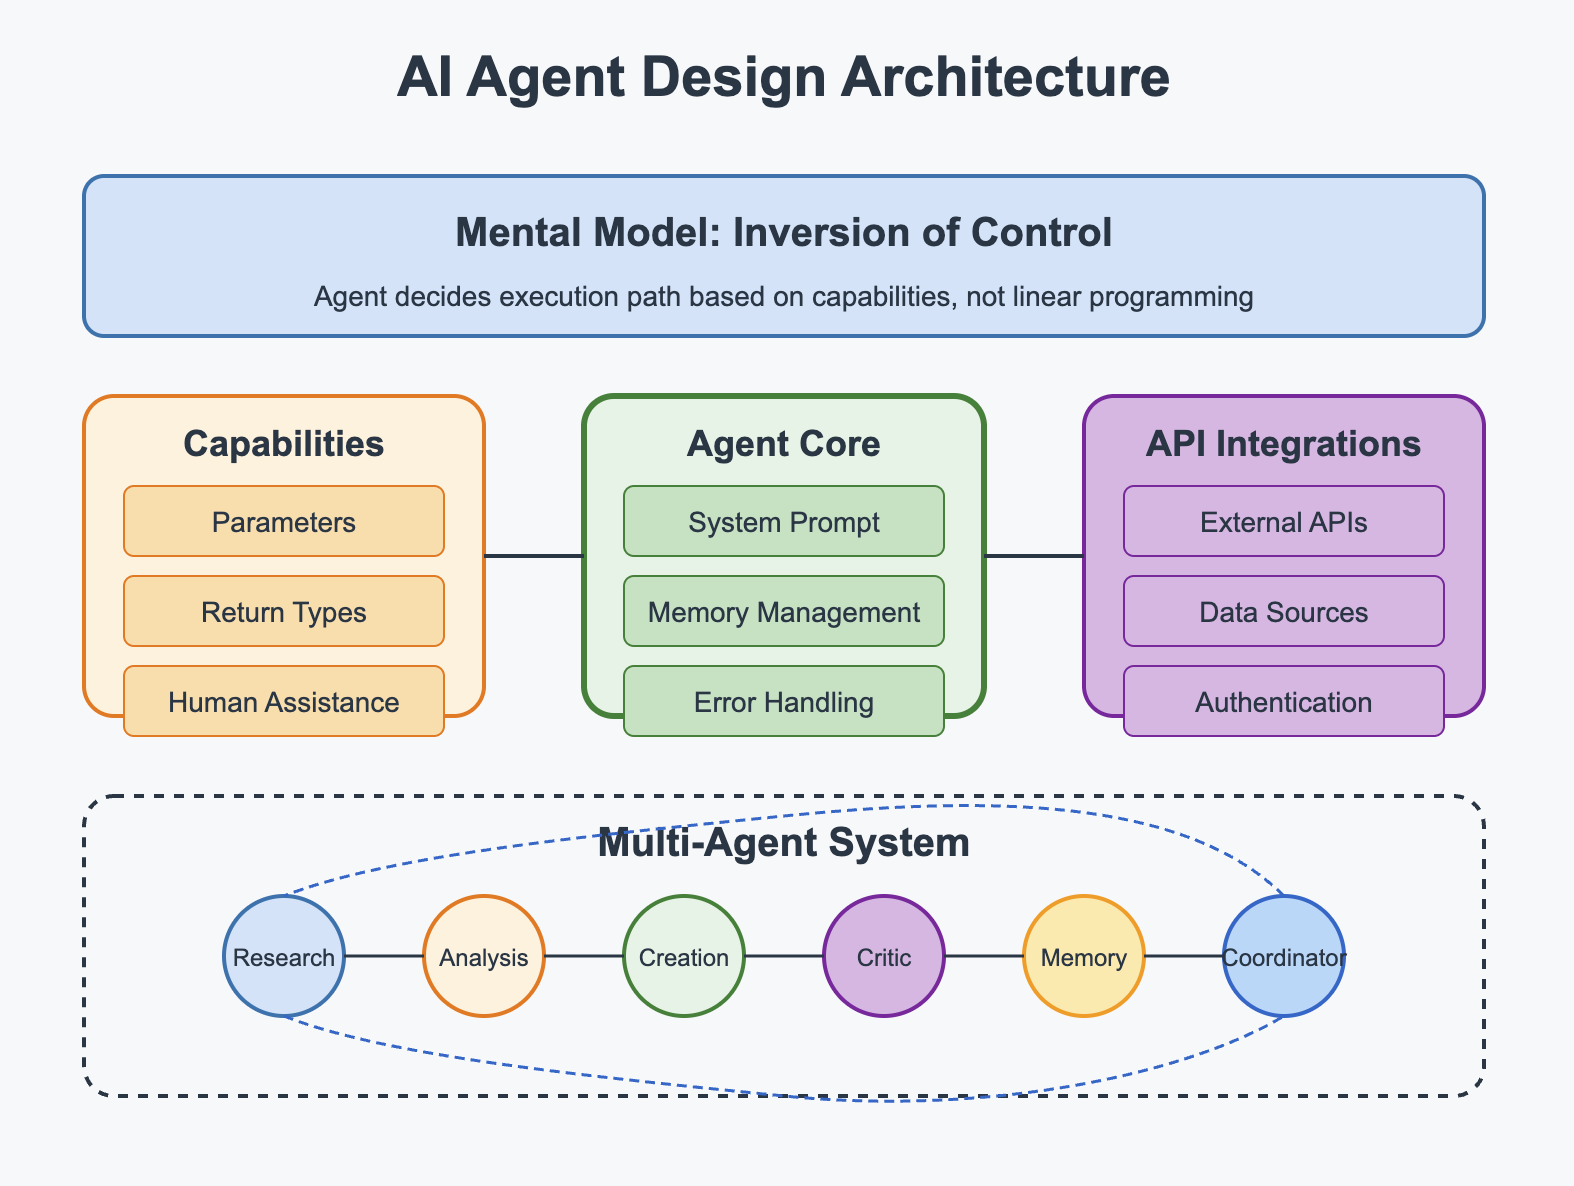 AI Agent Design Architecture
Mental Model: Inversion of Control
Agent decides execution path based on capabilities, not linear programming
Capabilities
Parameters
Return Types
Human Assistance
Agent Core
System Prompt
Memory Management
Error Handling
API Integrations
External APIs
Data Sources
Authentication
Multi-Agent System
Research
Analysis
Creation
Critic
Memory
Coordinator